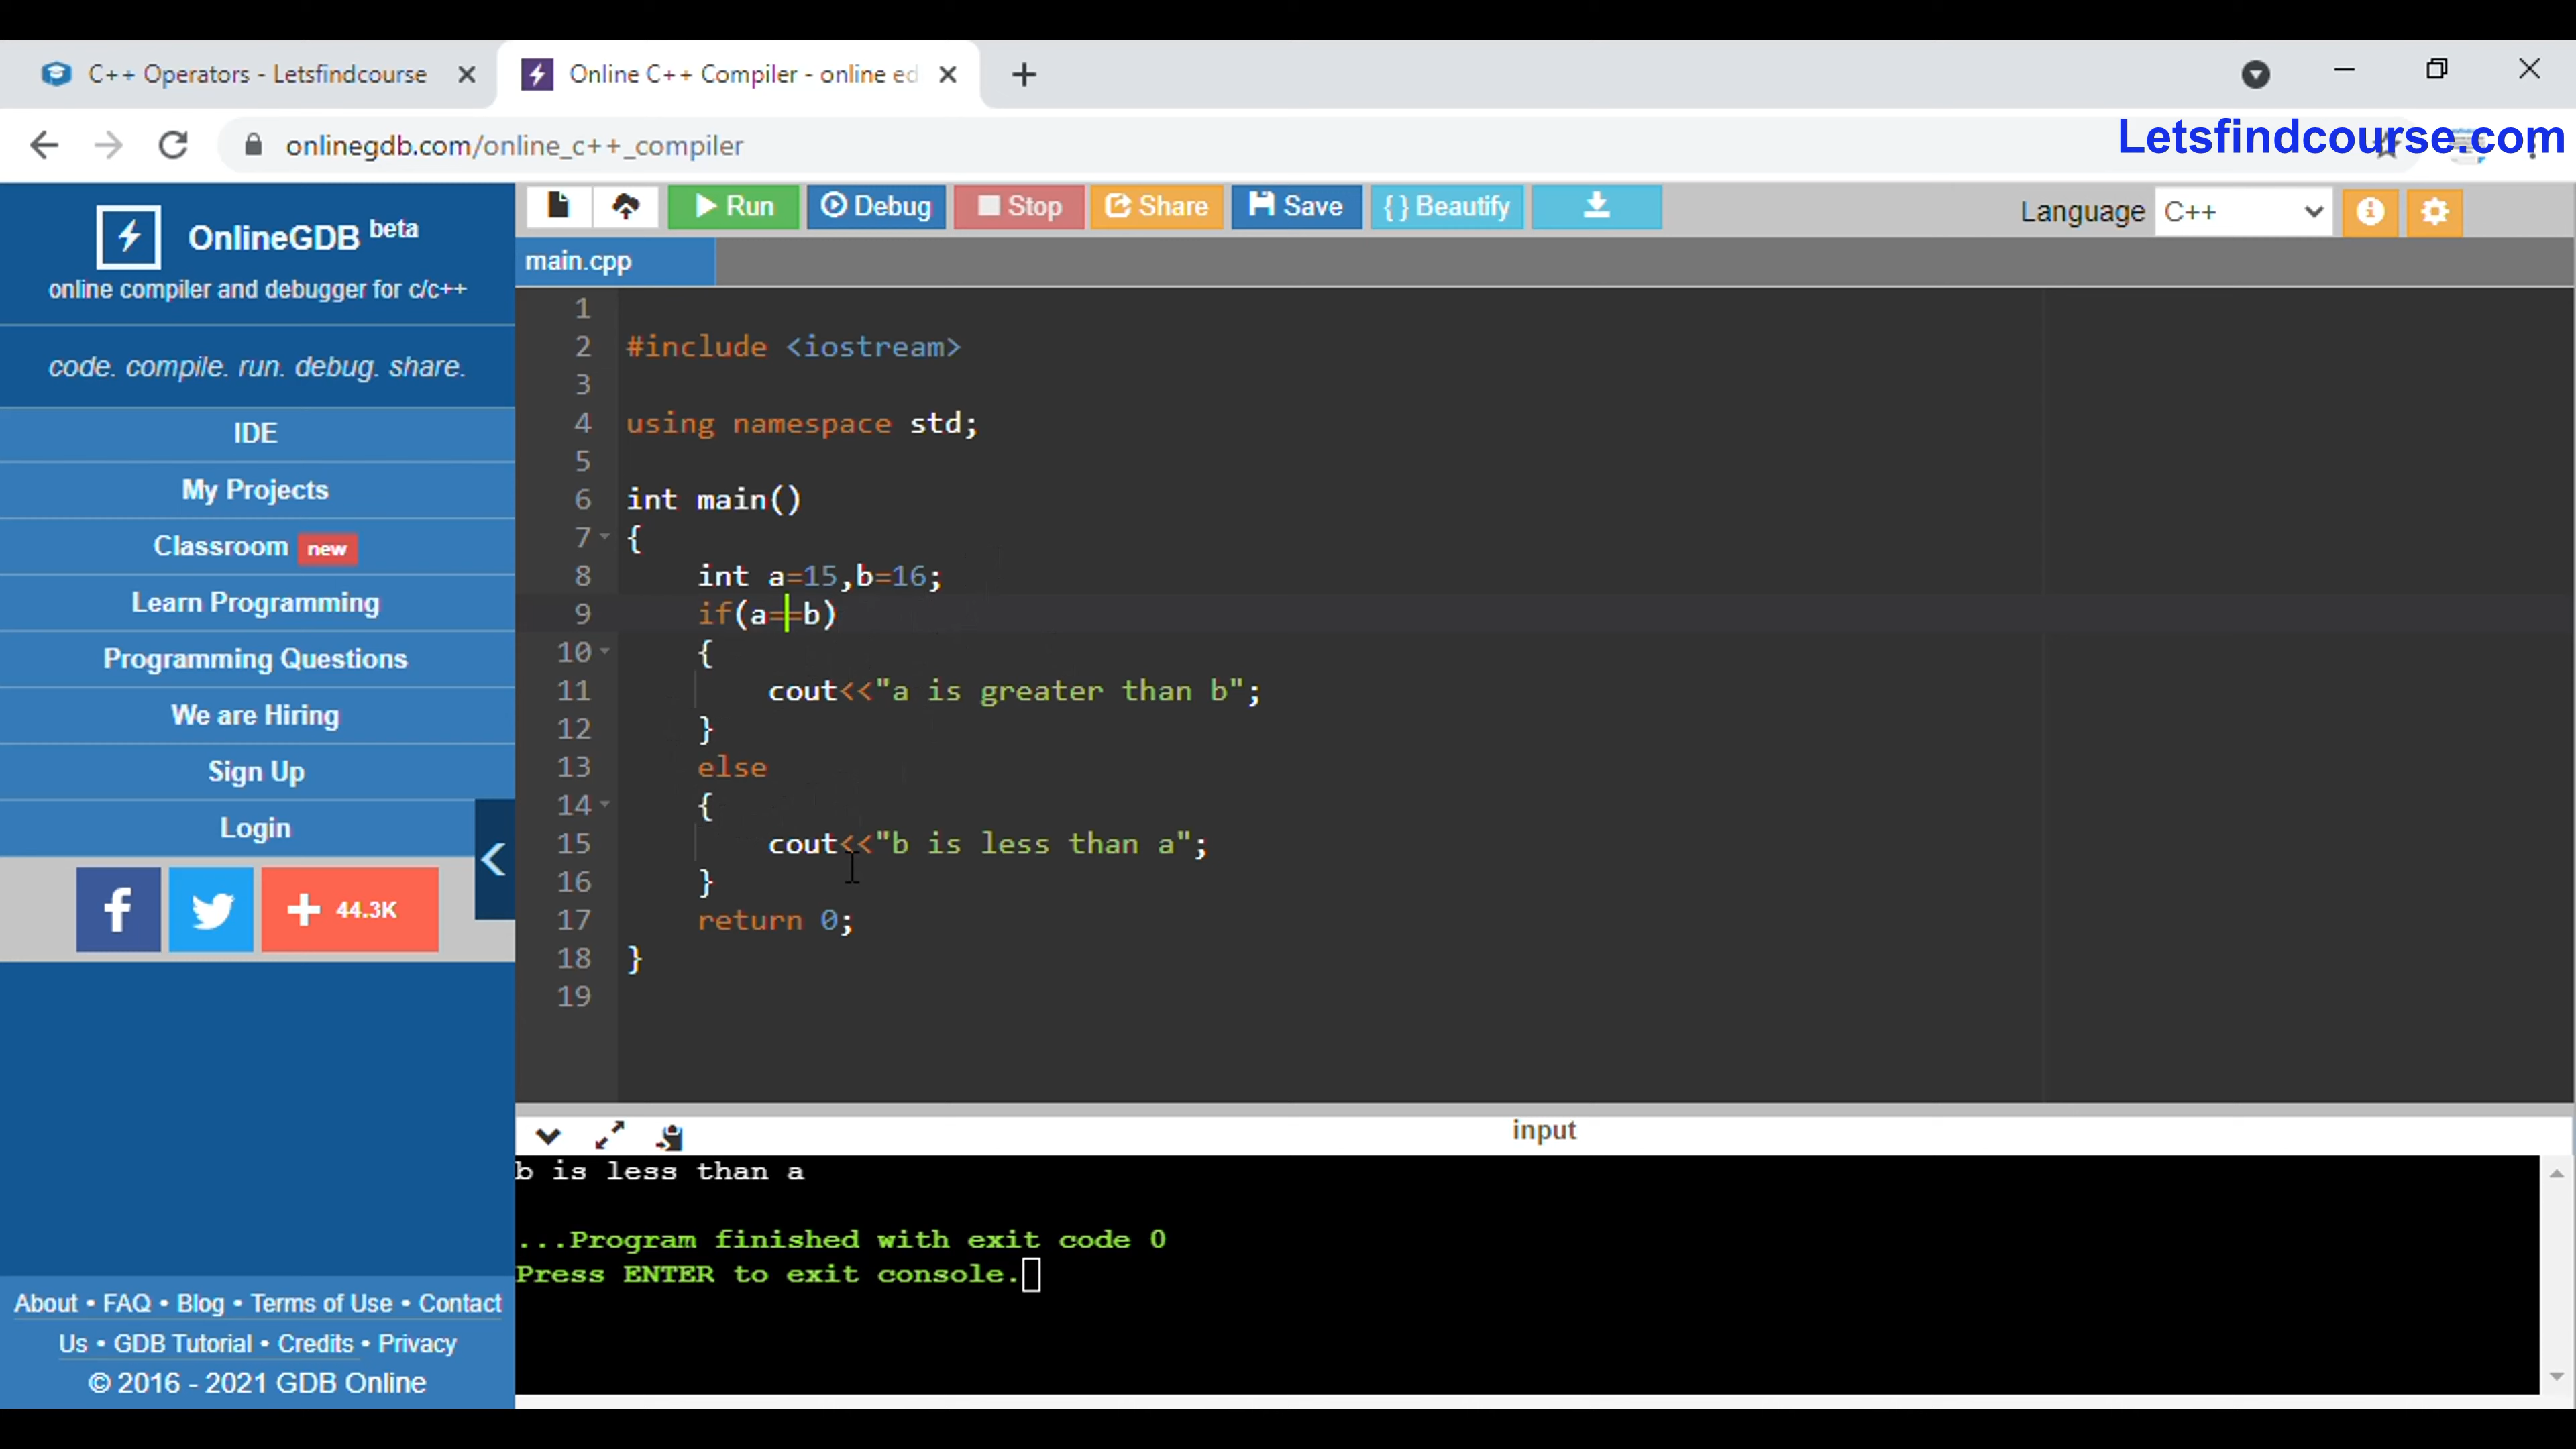 C++ Operators - Letsfindcourse
Online C++ Compiler - online ed
onlinegdb.com/online_c++_compiler
Letsfindcourse.com
OnlineGDB beta
online compiler and debugger for c/c++
code. compile. run. debug. share.
IDE
My Projects
Classroom new
Learn Programming
Programming Questions
We are Hiring
Sign Up
Login
f
+ 44.3K
About • FAQ • Blog • Terms of Use • Contact
Us • GDB Tutorial • Credits • Privacy
© 2016 - 2021 GDB Online
Run Debug Stop Share Save { } Beautify
Language C++
main.cpp
1
2 #include <iostream>
3
4 using namespace std;
5
6 int main()
7 {
8 int a=15,b=16;
9 if(a==b)
10 {
11 cout<<"a is greater than b";
12 }
13 else
14 {
15 cout<<"b is less than a";
16 }
17 return 0;
18 }
19
input
b is less than a
...Program finished with exit code 0
Press ENTER to exit console.